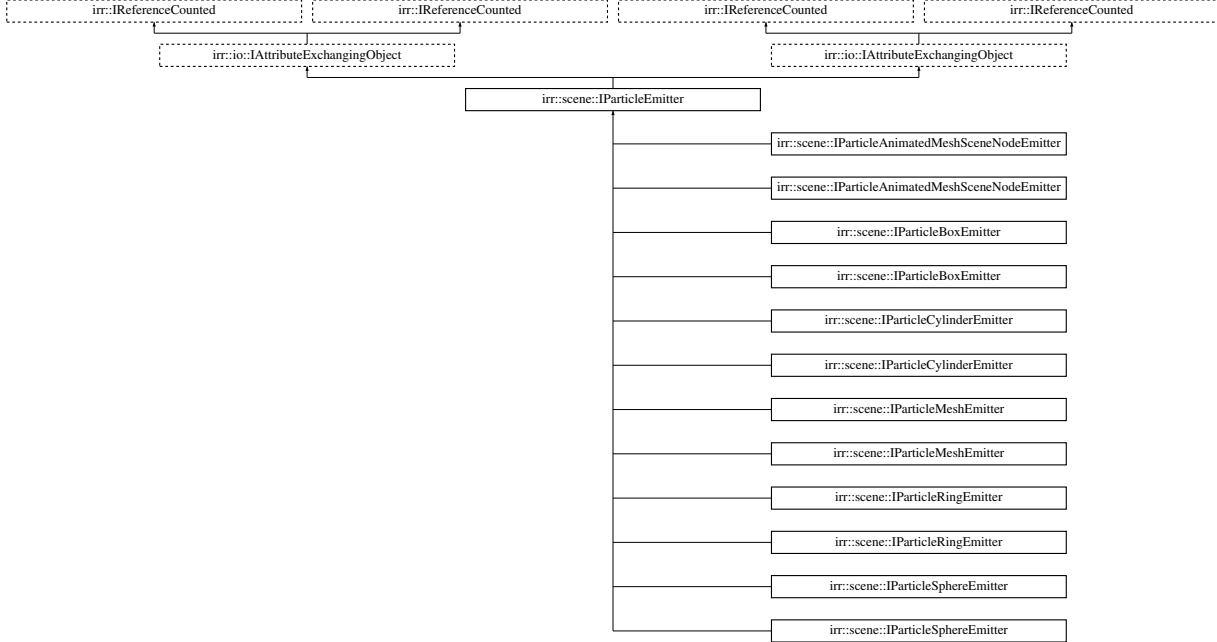 irr::IReferenceCounted
irr::IReferenceCounted
irr::IReferenceCounted
irr::IReferenceCounted
irr::io::IAttributeExchangingObject
irr::io::IAttributeExchangingObject
irr::scene::IParticleEmitter
irr::scene::IParticleAnimatedMeshSceneNodeEmitter
irr::scene::IParticleAnimatedMeshSceneNodeEmitter
irr::scene::IParticleBoxEmitter
irr::scene::IParticleBoxEmitter
irr::scene::IParticleCylinderEmitter
irr::scene::IParticleCylinderEmitter
irr::scene::IParticleMeshEmitter
irr::scene::IParticleMeshEmitter
irr::scene::IParticleRingEmitter
irr::scene::IParticleRingEmitter
irr::scene::IParticleSphereEmitter
irr::scene::IParticleSphereEmitter